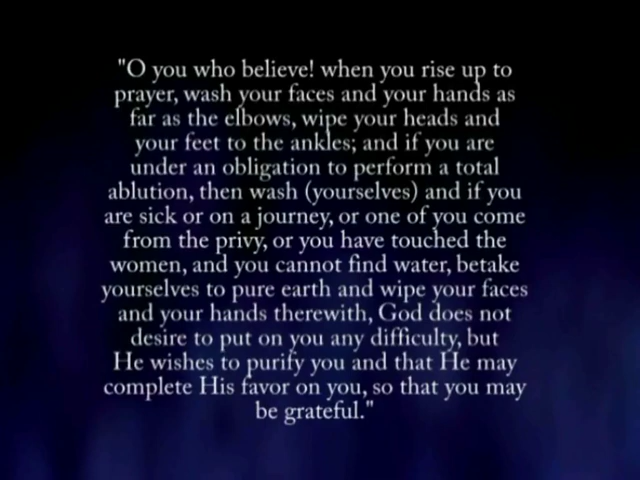 "O you who believe! when you rise up to
prayer, wash your faces and your hands as
far as the elbows, wipe your heads and
your feet to the ankles; and if you are
under an obligation to perform a total
ablution, then wash (yourselves) and if you
are sick or on a journey, or one of you come
from the privy, or you have touched the
women, and you cannot find water, betake
yourselves to pure earth and wipe your faces
and your hands therewith, God does not
desire to put on you any difficulty, but
He wishes to purify you and that He may
complete His favor on you, so that you may
be grateful."